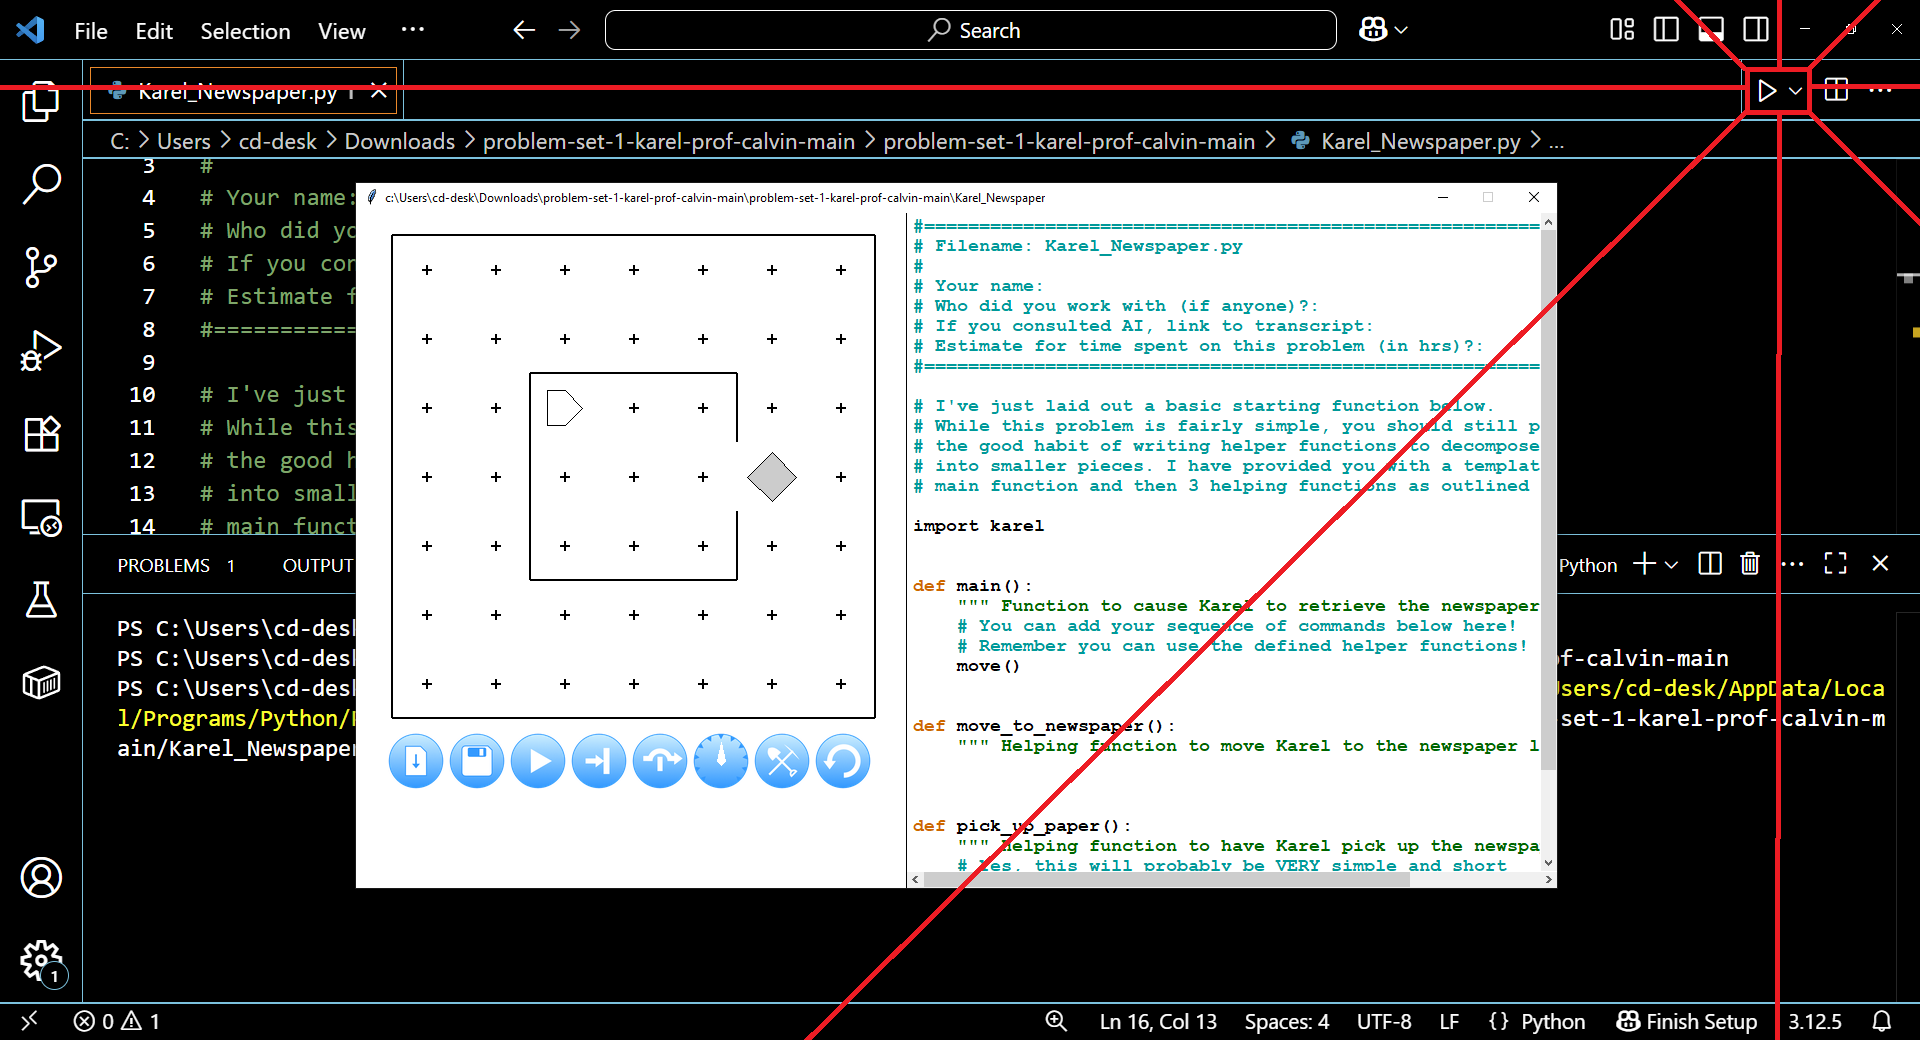 File Edit Selection View ··· Search
Karel_Newspaper.py 1
C: > Users > cd-desk > Downloads > problem-set-1-karel-prof-calvin-main > problem-set-1-karel-prof-calvin-main > Karel_Newspaper.py > ...
3 #
4 # Your name:
5 # Who did yo
6 # If you con
7 # Estimate f
8 #===========
9
10 # I've just
11 # While this
12 # the good h
13 # into small
14 # main funct
c:\Users\cd-desk\Downloads\problem-set-1-karel-prof-calvin-main\problem-set-1-karel-prof-calvin-main\Karel_Newspaper
#=========================================================
# Filename: Karel_Newspaper.py
#
# Your name:
# Who did you work with (if anyone)?:
# If you consulted AI, link to transcript:
# Estimate for time spent on this problem (in hrs)?:
#=========================================================
# I've just laid out a basic starting function below.
# While this problem is fairly simple, you should still p
# the good habit of writing helper functions to decompose
# into smaller pieces. I have provided you with a templat
# main function and then 3 helping functions as outlined
import karel
def main():
""" Function to cause Karel to retrieve the newspaper
# You can add your sequence of commands below here!
# Remember you can use the defined helper functions!
move()
def move_to_newspaper():
""" Helping function to move Karel to the newspaper l
def pick_up_paper():
""" Helping function to have Karel pick up the newspa
# Yes, this will probably be VERY simple and short
PROBLEMS 1 OUTPUT Python
PS C:\Users\cd-desk
PS C:\Users\cd-desk of-calvin-main
PS C:\Users\cd-desk Users/cd-desk/AppData/Loca
l/Programs/Python/P -set-1-karel-prof-calvin-m
ain/Karel_Newspaper
1
0 1 Ln 16, Col 13 Spaces: 4 UTF-8 LF {} Python Finish Setup 3.12.5